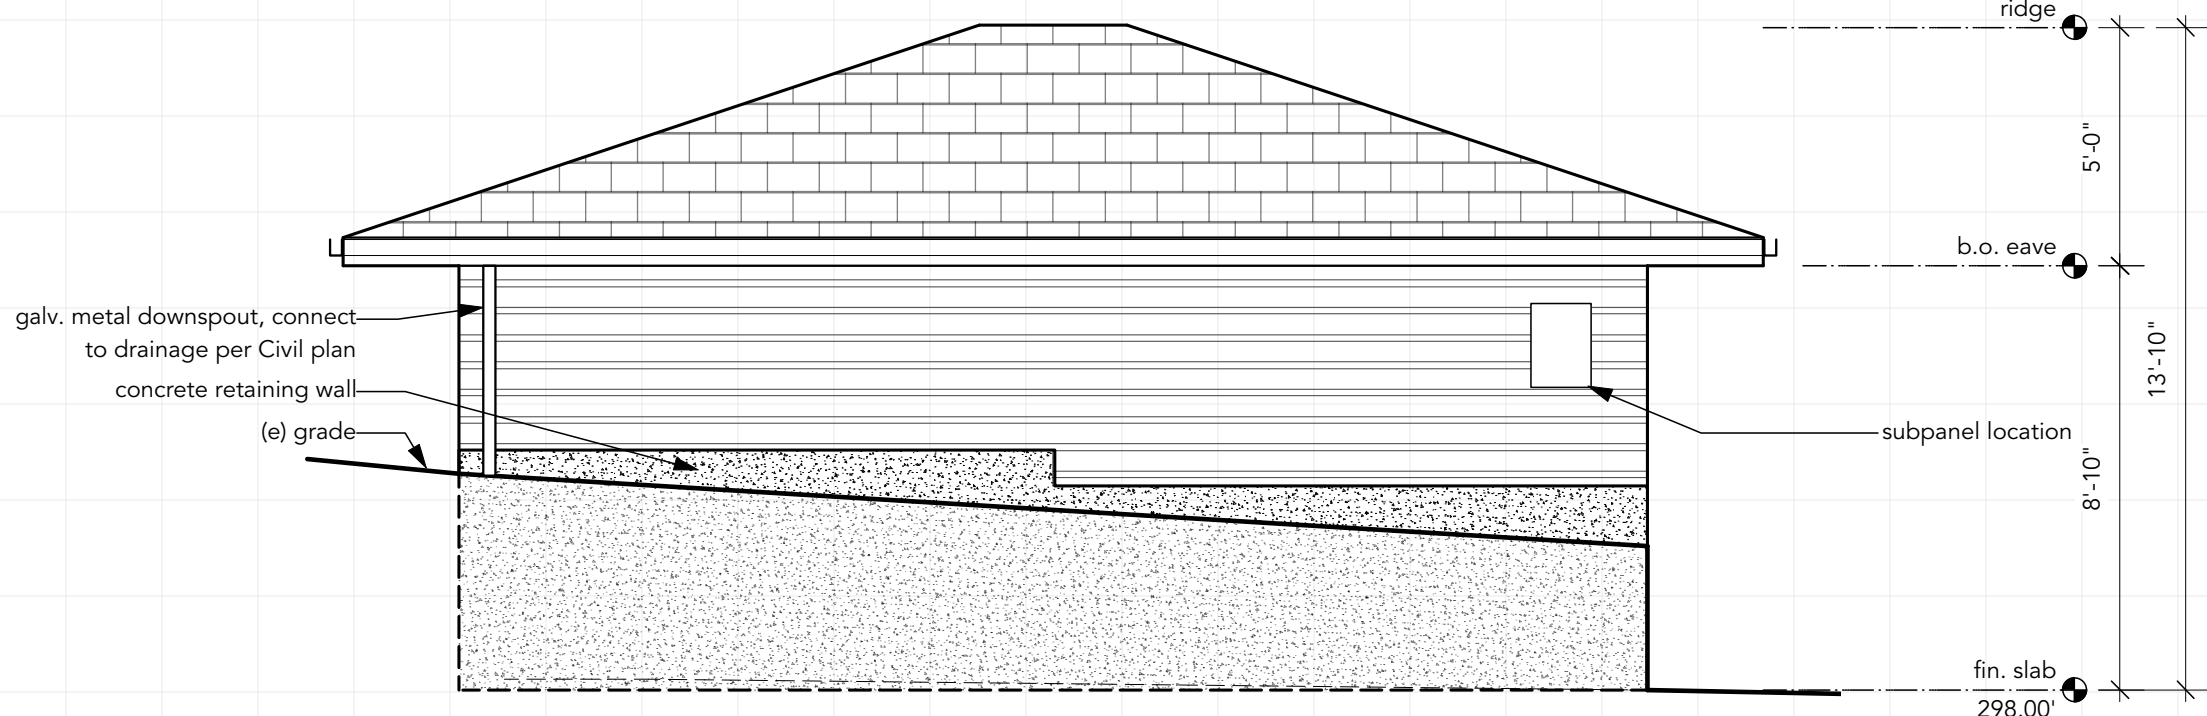 ridge
5'-0"
b.o. eave
galv. metal downspout, connect
to drainage per Civil plan
concrete retaining wall
(e) grade
13'-10"
subpanel location
8'-10"
fin. slab
298.00'